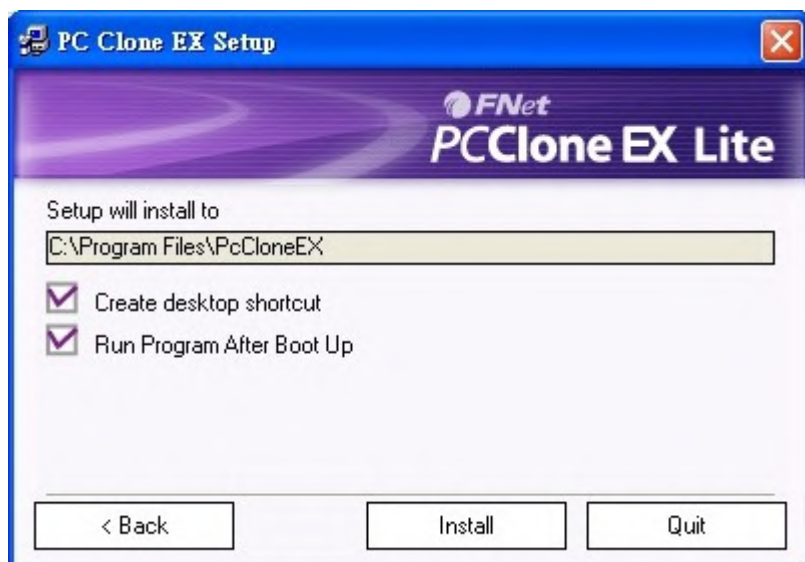 PC Clone EX Setup
FNet
PCClone EX Lite
Setup will install to
C:\Program Files\PcCloneEX
Create desktop shortcut
Run Program After Boot Up
< Back
Install
Quit